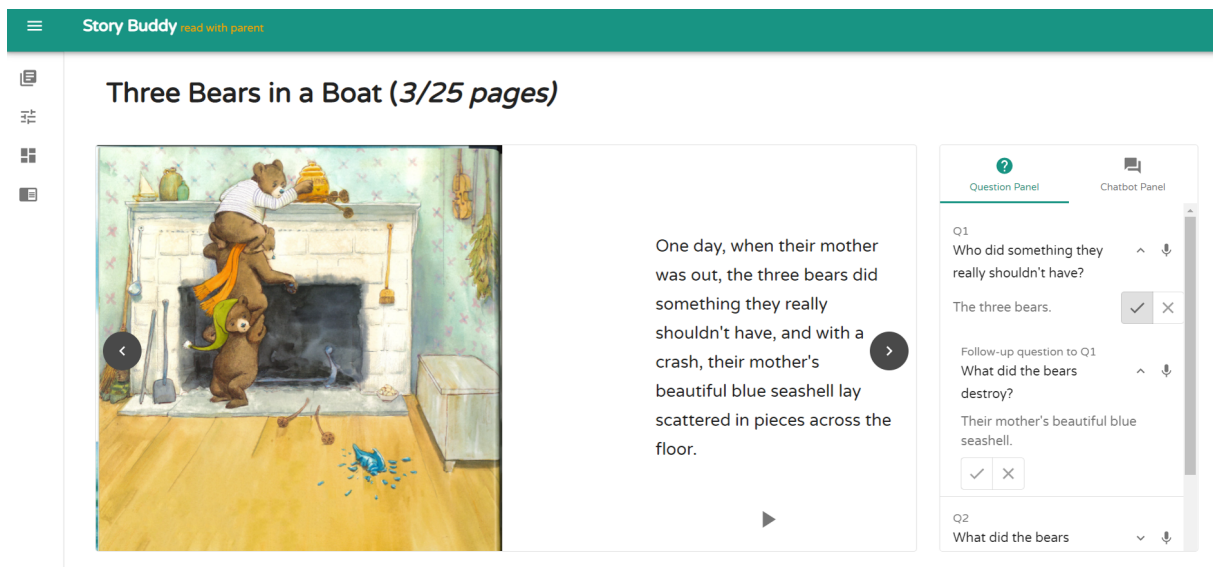 Story Buddy read with parent
Three Bears in a Boat (3/25 pages)
One day, when their mother
was out, the three bears did
something they really
shouldn't have, and with a
crash, their mother's
beautiful blue seashell lay
scattered in pieces across the
floor.
Question Panel
Chatbot Panel
Q1
Who did something they
really shouldn't have?
The three bears.
Follow-up question to Q1
What did the bears
destroy?
Their mother's beautiful blue
seashell.
Q2
What did the bears